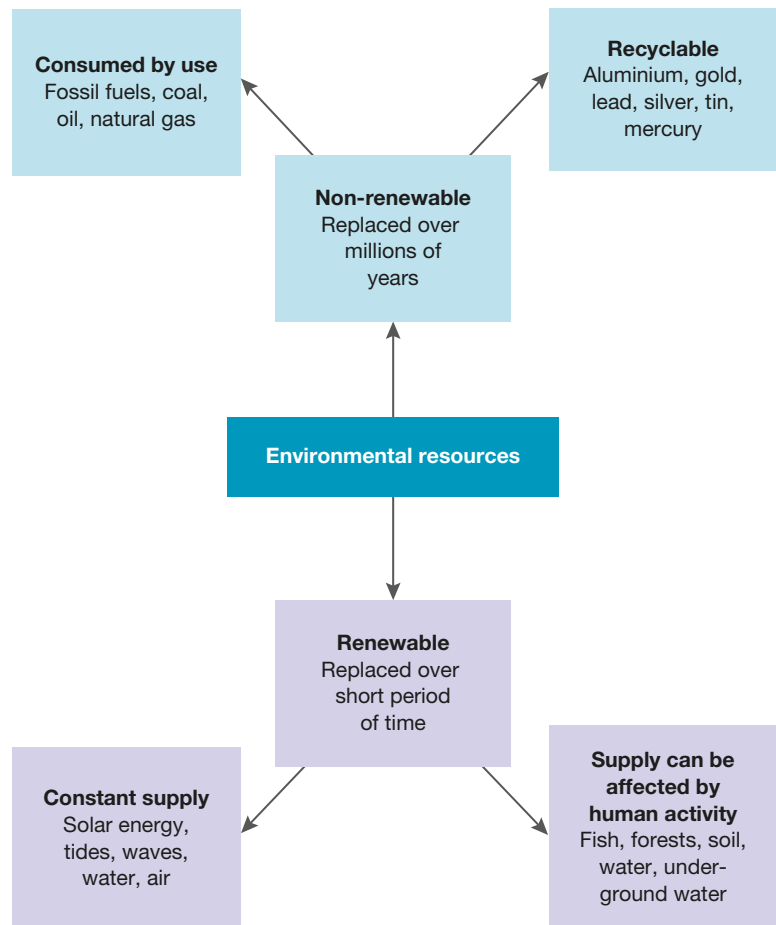 Consumed by use
Fossil fuels, coal,
oil, natural gas
Recyclable
Aluminium, gold,
lead, silver, tin,
mercury
Non-renewable
Replaced over
millions of
years
Environmental resources
Renewable
Replaced over
short period
of time
Constant supply
Solar energy,
tides, waves,
water, air
Supply can be
affected by
human activity
Fish, forests, soil,
water, under-
ground water